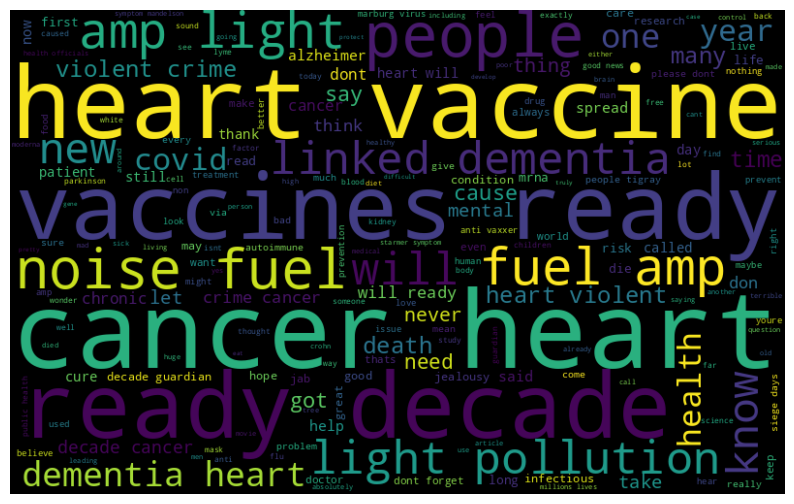 symptom mandelson marburg virus including exactly care research case control back
now first sound feel
caused amp light people one year
going protect see live
health officials lyme alzheimer many life good news either made
violent crime dont heart will thing poor please dont nothing
today develop brain man
heart vaccine
make cancer say drug always spread free cant
white better thank think
new covid linked dementia time
food factor read give day lot find
moderna around every healthy serious
patient still cell treatment much blood diet condition mrna people tigray prevent
parkinson non high difficult truly cause
vaccines ready
gene look via person kidney mental anti vaxxer
sure sick bad world right
may autoimmune starmer symptom even children
noise fuel will fuel amp
want isnt prevention medical human risk called maybe
living body die
amp chronic let might crime cancer will ready heart violent don
wonder someone love never saying another terrible
cancer heart
well thought issue mean death youre question
died huge crohn thats study need already far old
cure decade guardian hope way good jealousy said come health
ready decade
used jab great call know siege days
public health got science
decade cancer help
believe mask problem article light pollution keep
men anti flu doctor use long infectious take hear
leading absolutely dont forget millions lives really
dementia heart